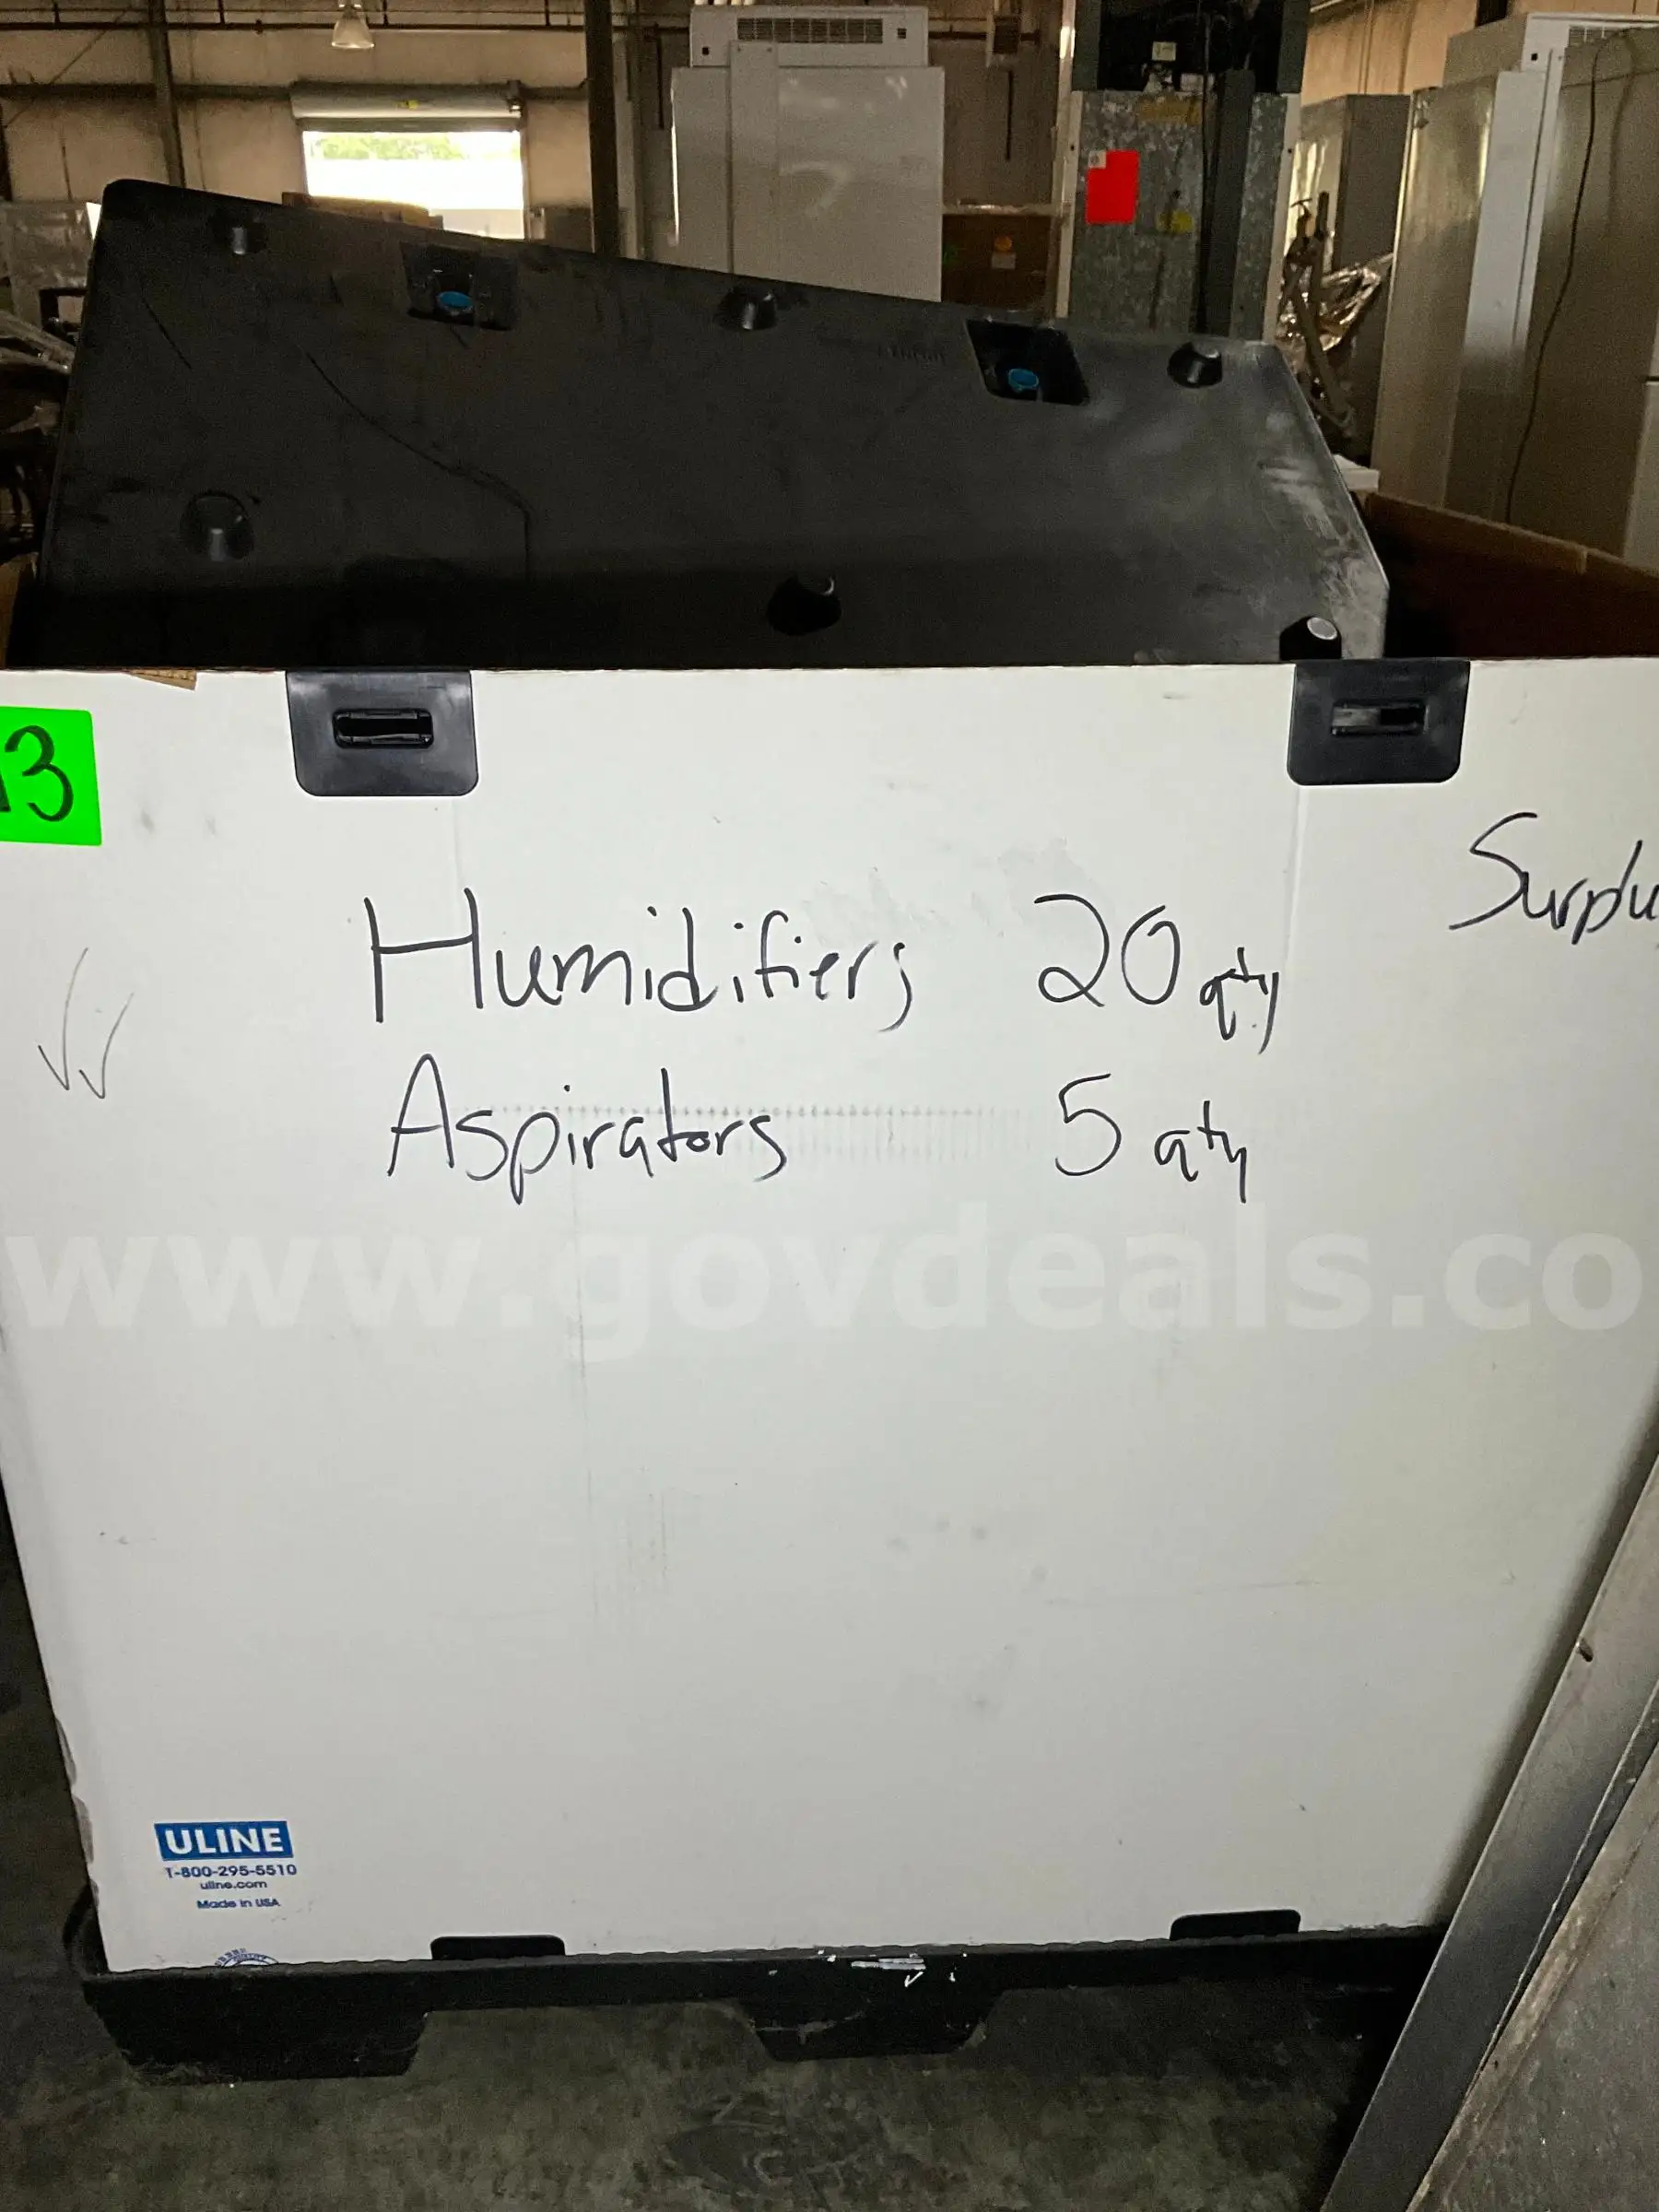 13
Surplu
Humidifiers 20 qty
Aspirators 5 qty
www.govdeals.co
ULINE
1-800-295-5510
uline.com
Made in USA